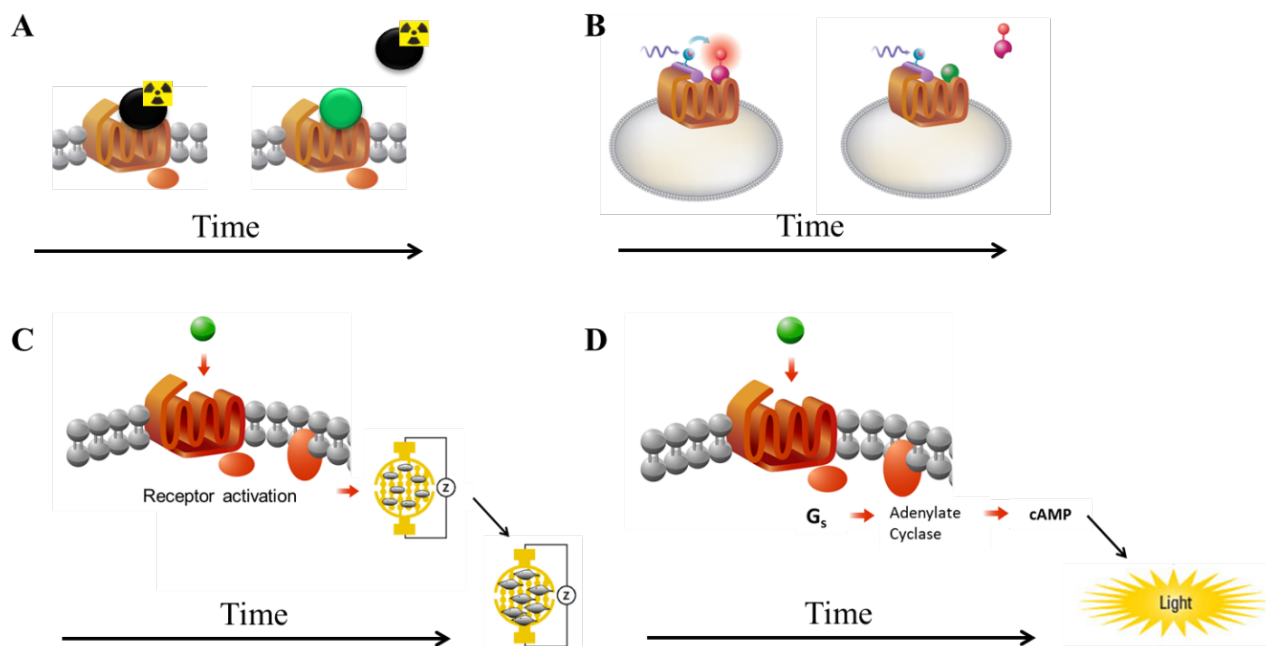 A
B
Time
Time
C
D
Receptor activation
Z
Z
Gs
Adenylate
Cyclase
cAMP
Light
Time
Time